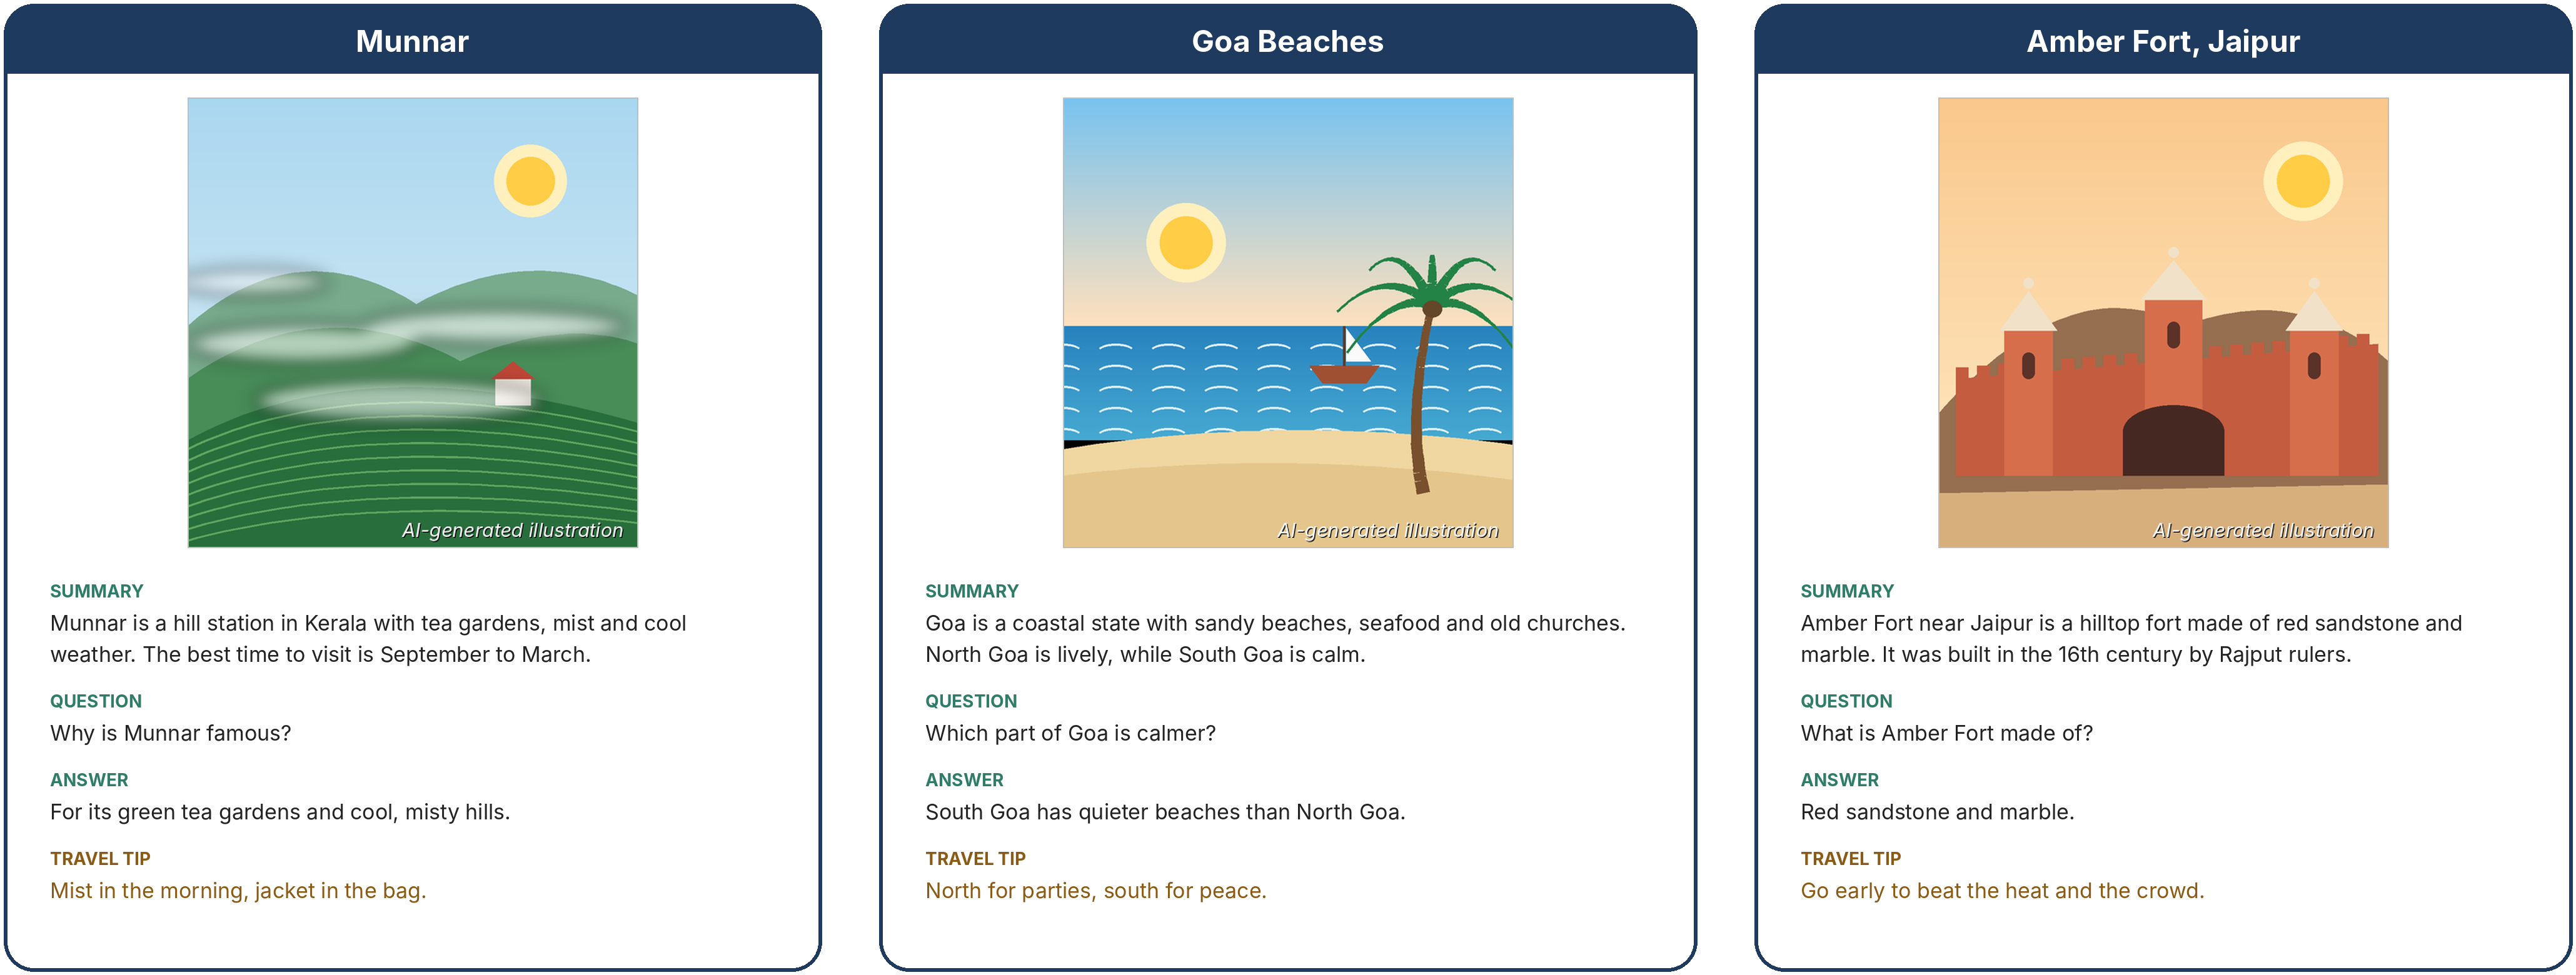 Munnar
AI-generated illustration
SUMMARY
Munnar is a hill station in Kerala with tea gardens, mist and cool
weather. The best time to visit is September to March.
QUESTION
Why is Munnar famous?
ANSWER
For its green tea gardens and cool, misty hills.
TRAVEL TIP
Mist in the morning, jacket in the bag.
Goa Beaches
AI-generated illustration
SUMMARY
Goa is a coastal state with sandy beaches, seafood and old churches.
North Goa is lively, while South Goa is calm.
QUESTION
Which part of Goa is calmer?
ANSWER
South Goa has quieter beaches than North Goa.
TRAVEL TIP
North for parties, south for peace.
Amber Fort, Jaipur
AI-generated illustration
SUMMARY
Amber Fort near Jaipur is a hilltop fort made of red sandstone and
marble. It was built in the 16th century by Rajput rulers.
QUESTION
What is Amber Fort made of?
ANSWER
Red sandstone and marble.
TRAVEL TIP
Go early to beat the heat and the crowd.